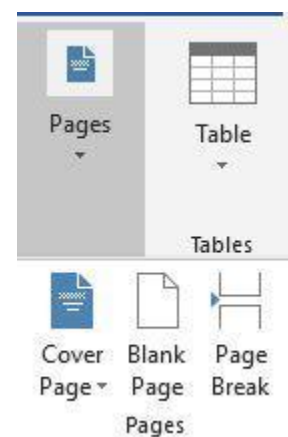 Pages Table
Tables
Cover Blank Page
Page Page Break
Pages